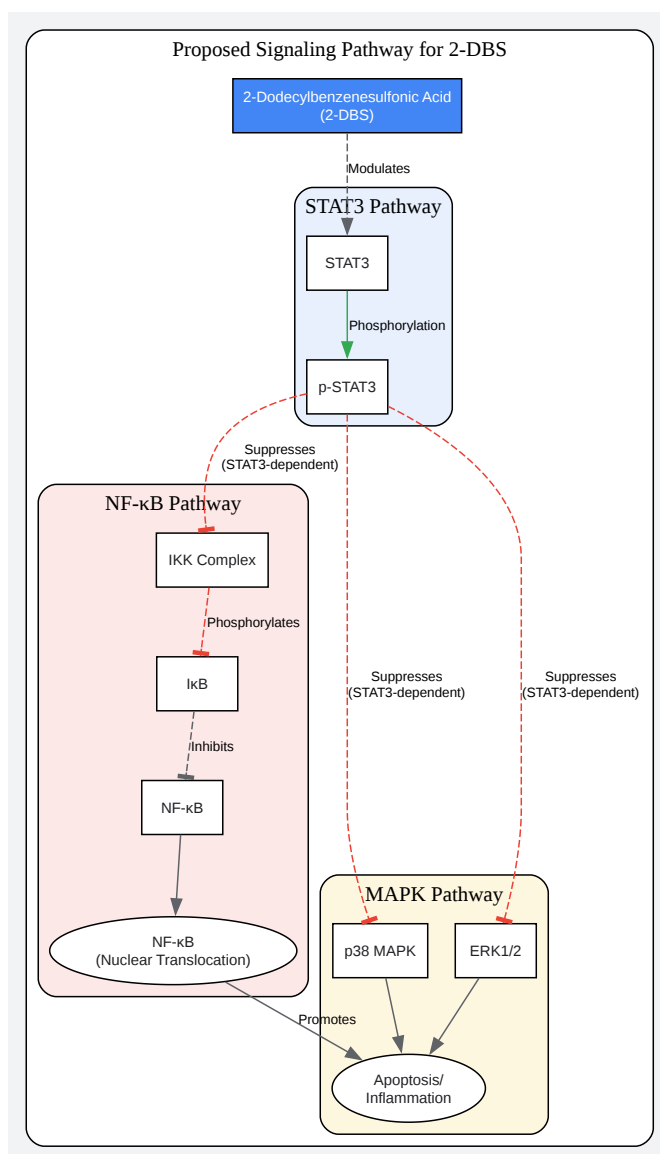 Proposed Signaling Pathway for 2-DBS
2-Dodecylbenzenesulfonic Acid
(2-DBS)
Modulates
STAT3 Pathway
STAT3
Phosphorylation
p-STAT3
Suppresses
(STAT3-dependent)
NF-κB Pathway
IKK Complex
Phosphorylates
IκB
Suppresses
(STAT3-dependent)
Suppresses
(STAT3-dependent)
Inhibits
NF-κB
MAPK Pathway
NF-κB
(Nuclear Translocation)
p38 MAPK
ERK1/2
Promotes
Apoptosis/
Inflammation